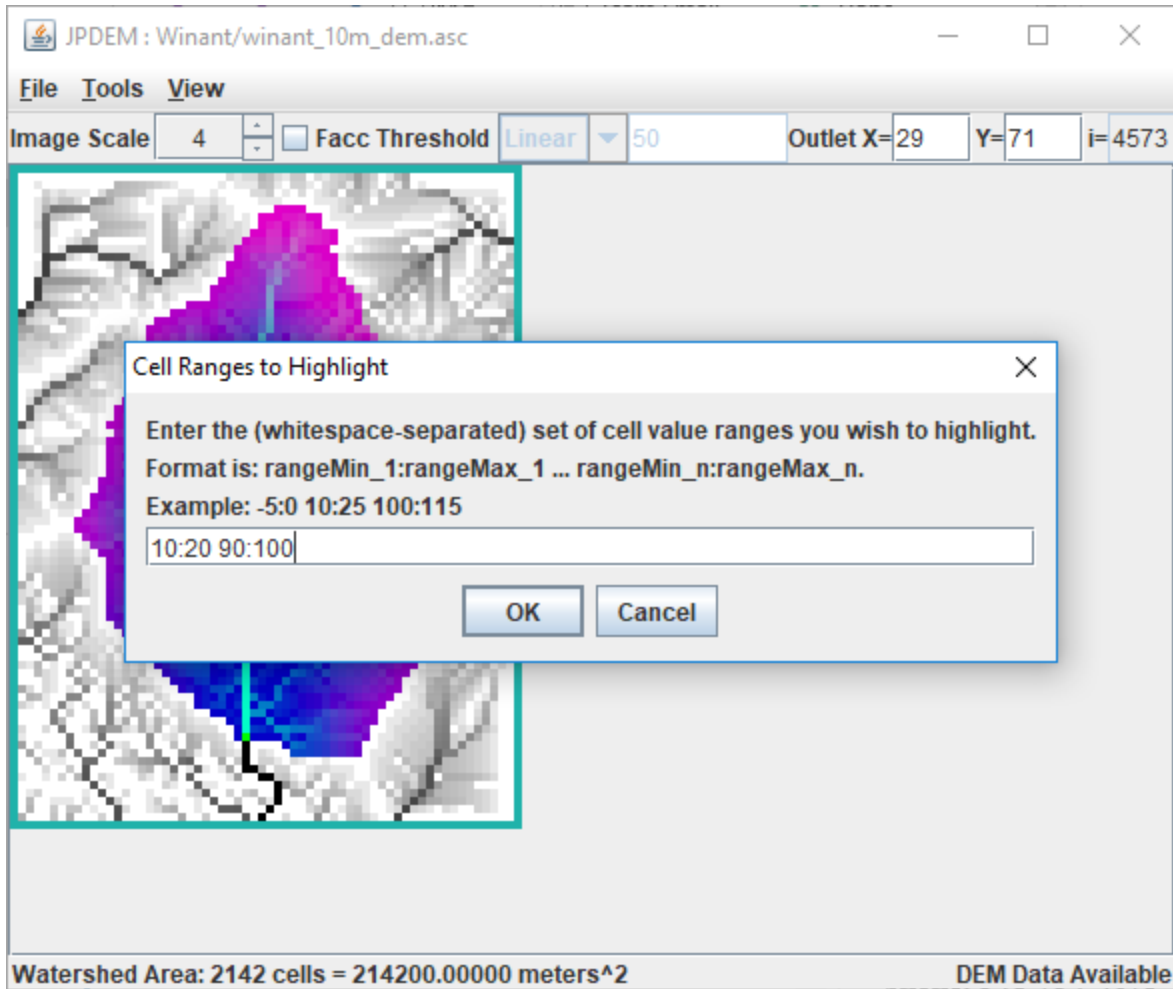 JPDEM : Winant/winant_10m_dem.asc
File Tools View
Image Scale 4 Facc Threshold Linear 50 Outlet X= 29 Y= 71 i= 4573
Cell Ranges to Highlight
Enter the (whitespace-separated) set of cell value ranges you wish to highlight.
Format is: rangeMin_1:rangeMax_1 ... rangeMin_n:rangeMax_n.
Example: -5:0 10:25 100:115
10:20 90:100
OK Cancel
Watershed Area: 2142 cells = 214200.00000 meters^2 DEM Data Available